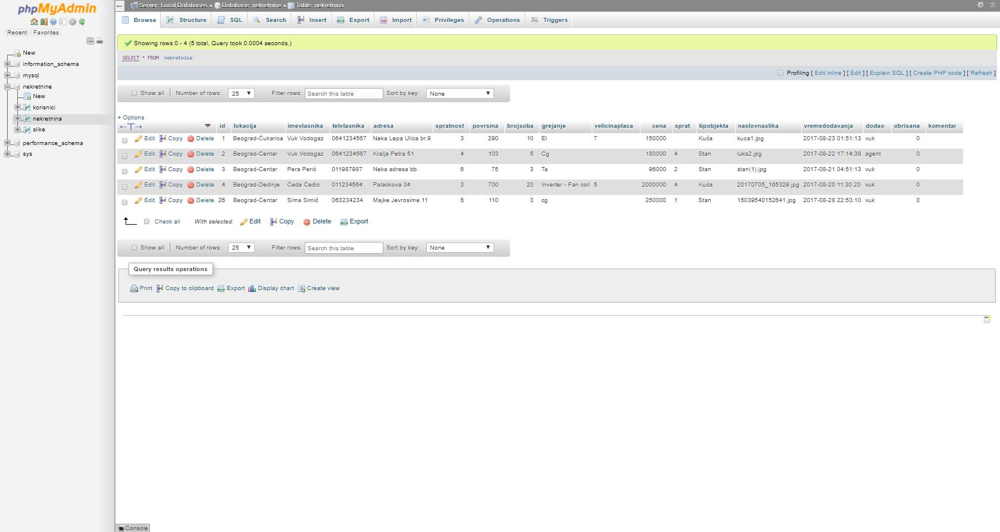 phpMyAdmin
Recent Favorites
New
information_schema
mysql
nekretnine
New
korisnici
nekretnina
slike
performance_schema
sys
Server: Local Databases » Database: nekretnine » Table: nekretnina
Browse Structure SQL Search Insert Export Import Privileges Operations Triggers
Showing rows 0 - 4 (5 total, Query took 0.0004 seconds.)
SELECT * FROM `nekretnina`
Profiling [ Edit inline ] [ Edit ] [ Explain SQL ] [ Create PHP code ] [ Refresh ]
Show all Number of rows: 25 Filter rows: Search this table Sort by key: None
+ Options
←T→ id lokacija imevlasnika telvlasnika adresa spratnost povrsina brojsoba grejanje velicinaplaca cena sprat tipobjekta naslovnaslika vremedodavanja dodao obrisana komentar
Edit Copy Delete 1 Beograd-Čukarica Vuk Vodogaz 0641234567 Neka Lepa Ulica br.9 3 290 10 El 7 150000 Kuća kuca1.jpg 2017-08-23 01:51:13 vuk 0
Edit Copy Delete 2 Beograd-Centar Vuk Vodogaz 0641234567 Kralja Petra 51 4 103 5 Cg 180000 4 Stan luks2.jpg 2017-08-22 17:14:38 agent 0
Edit Copy Delete 3 Beograd-Centar Pera Perić 011987987 Neka adresa bb 6 75 3 Ta 96000 2 Stan stan(1).jpg 2017-08-21 04:51:13 vuk 0
Edit Copy Delete 4 Beograd-Dedinje Čeda Čedic 011234564 Palackova 34 3 700 20 Inverter - Fan coil 5 2000000 4 Kuća 20170705_165329.jpg 2017-08-20 11:30:20 vuk 0
Edit Copy Delete 26 Beograd-Centar Sima Simić 063234234 Majke Jevrosime 11 6 110 3 cg 250000 1 Stan 15039540152641.jpg 2017-08-28 22:53:10 vuk 0
Check all With selected: Edit Copy Delete Export
Show all Number of rows: 25 Filter rows: Search this table Sort by key: None
Query results operations
Print Copy to clipboard Export Display chart Create view
Console